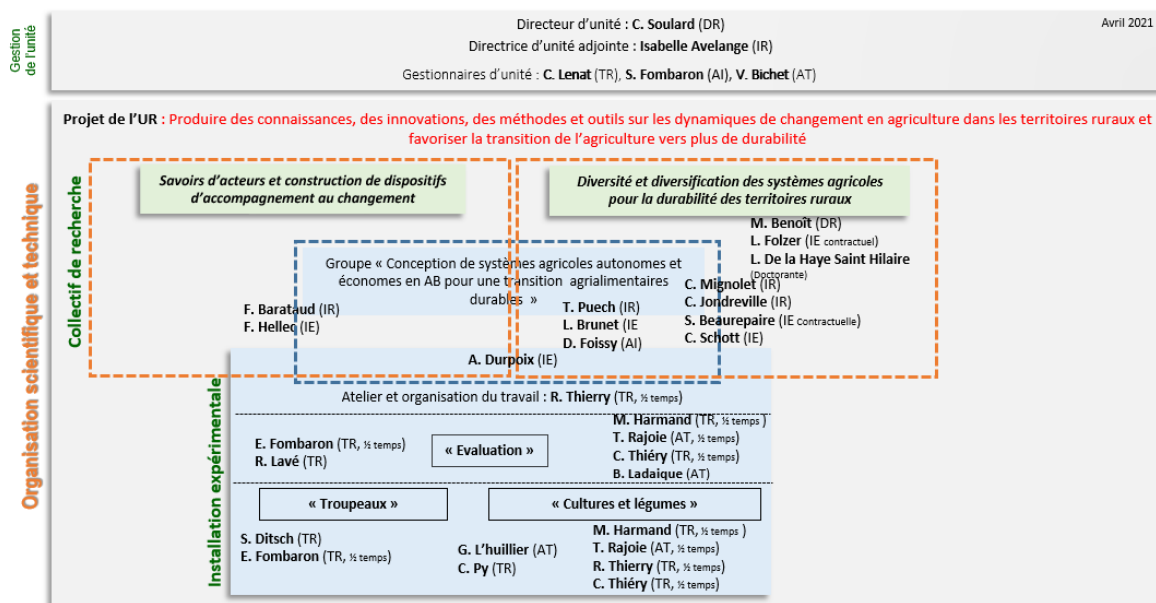 Gestion
de l'unité
Directeur d'unité : C. Soulard (DR)
Avril 2021
Directrice d'unité adjointe : Isabelle Avelange (IR)
Gestionnaires d'unité : C. Lenat (TR), S. Fombaron (AI), V. Bichet (AT)
Organisation scientifique et technique
Projet de l'UR : Produire des connaissances, des innovations, des méthodes et outils sur les dynamiques de changement en agriculture dans les territoires ruraux et
favoriser la transition de l'agriculture vers plus de durabilité
Collectif de recherche
Savoirs d'acteurs et construction de dispositifs
d'accompagnement au changement
Diversité et diversification des systèmes agricoles
pour la durabilité des territoires ruraux
M. Benoît (DR)
L. Folzer (IE contractuel)
L. De la Haye Saint Hilaire
(Doctorante)
Groupe « Conception de systèmes agricoles autonomes et
économes en AB pour une transition agrialimentaires
durables »
F. Barataud (IR)
F. Hellec (IE)
T. Puech (IR)
L. Brunet (IE
D. Foissy (AI)
C. Mignolet (IR)
C. Jondreville (IR)
S. Beaurepaire (IE Contractuelle)
C. Schott (IE)
A. Durpoix (IE)
Installation expérimentale
Atelier et organisation du travail : R. Thierry (TR, ½ temps)
E. Fombaron (TR, ½ temps)
R. Lavé (TR)
« Evaluation »
M. Harmand (TR, ½ temps )
T. Rajoie (AT, ½ temps)
C. Thiéry (TR, ½ temps)
B. Ladaique (AT)
« Troupeaux »
« Cultures et légumes »
S. Ditsch (TR)
E. Fombaron (TR, ½ temps)
G. L'huillier (AT)
C. Py (TR)
M. Harmand (TR, ½ temps )
T. Rajoie (AT, ½ temps)
R. Thierry (TR, ½ temps)
C. Thiéry (TR, ½ temps)